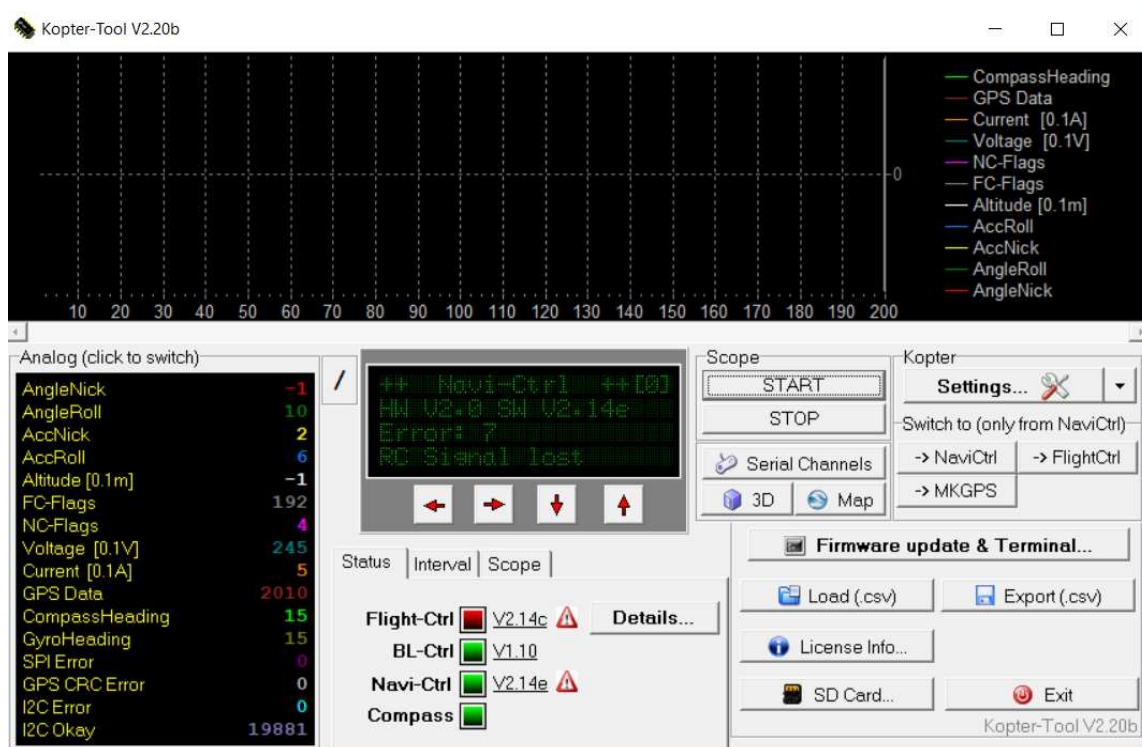 Kopter-Tool V2.20b
CompassHeading
GPS Data
Current [0.1A]
Voltage [0.1V]
NC-Flags
FC-Flags
Altitude [0.1m]
AccRoll
AccNick
AngleRoll
AngleNick
0
10 20 30 40 50 60 70 80 90 100 110 120 130 140 150 160 170 180 190 200
Analog (click to switch)
AngleNick -1
AngleRoll 10
AccNick 2
AccRoll 6
Altitude [0.1m] -1
FC-Flags 192
NC-Flags 4
Voltage [0.1V] 245
Current [0.1A] 5
GPS Data 2010
CompassHeading 15
GyroHeading 15
SPI Error 0
GPS CRC Error 0
I2C Error 0
I2C Okay 19881
/
++ Navi-Ctrl ++[0]
HW V2.0 SW V2.14e
Error: 7
RC Signal lost
Status Interval Scope
Flight-Ctrl V2.14c Details...
BL-Ctrl V1.10
Navi-Ctrl V2.14e
Compass
Scope
START
STOP
Serial Channels
3D Map
Kopter
Settings...
Switch to (only from NaviCtrl)
-> NaviCtrl -> FlightCtrl
-> MKGPS
Firmware update & Terminal...
Load (.csv) Export (.csv)
License Info...
SD Card... Exit
Kopter-Tool V2.20b